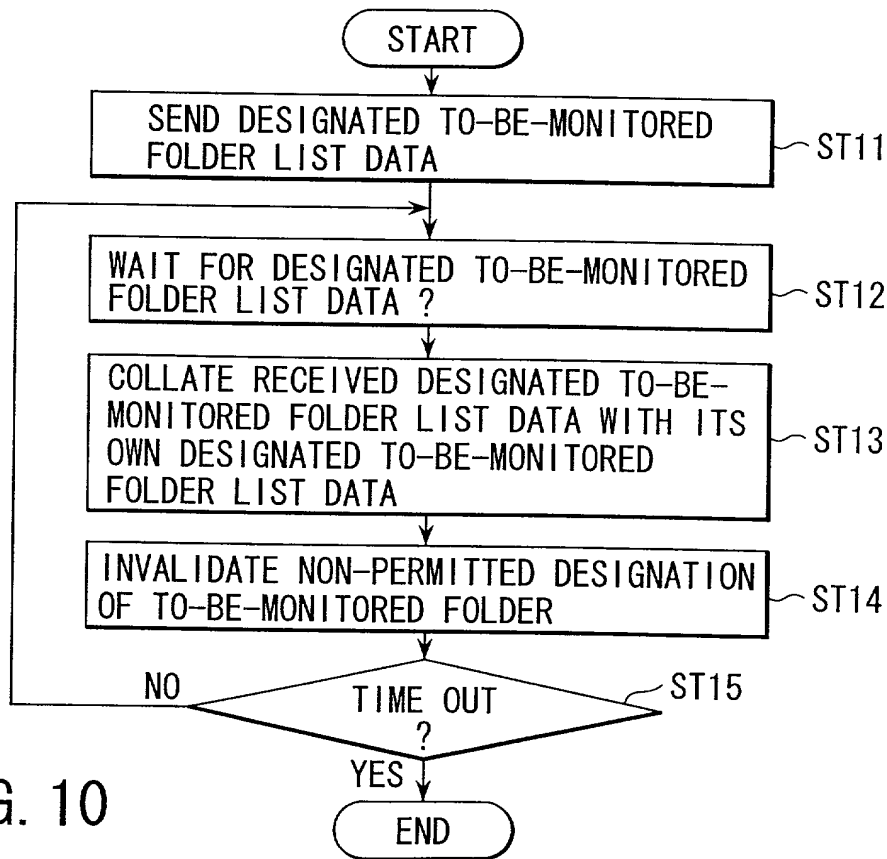 START
SEND DESIGNATED TO-BE-MONITORED
FOLDER LIST DATA
ST11
WAIT FOR DESIGNATED TO-BE-MONITORED
FOLDER LIST DATA ?
ST12
COLLATE RECEIVED DESIGNATED TO-BE-
MONITORED FOLDER LIST DATA WITH ITS
OWN DESIGNATED TO-BE-MONITORED
FOLDER LIST DATA
ST13
INVALIDATE NON-PERMITTED DESIGNATION
OF TO-BE-MONITORED FOLDER
ST14
NO
TIME OUT
?
ST15
YES
END
G. 10